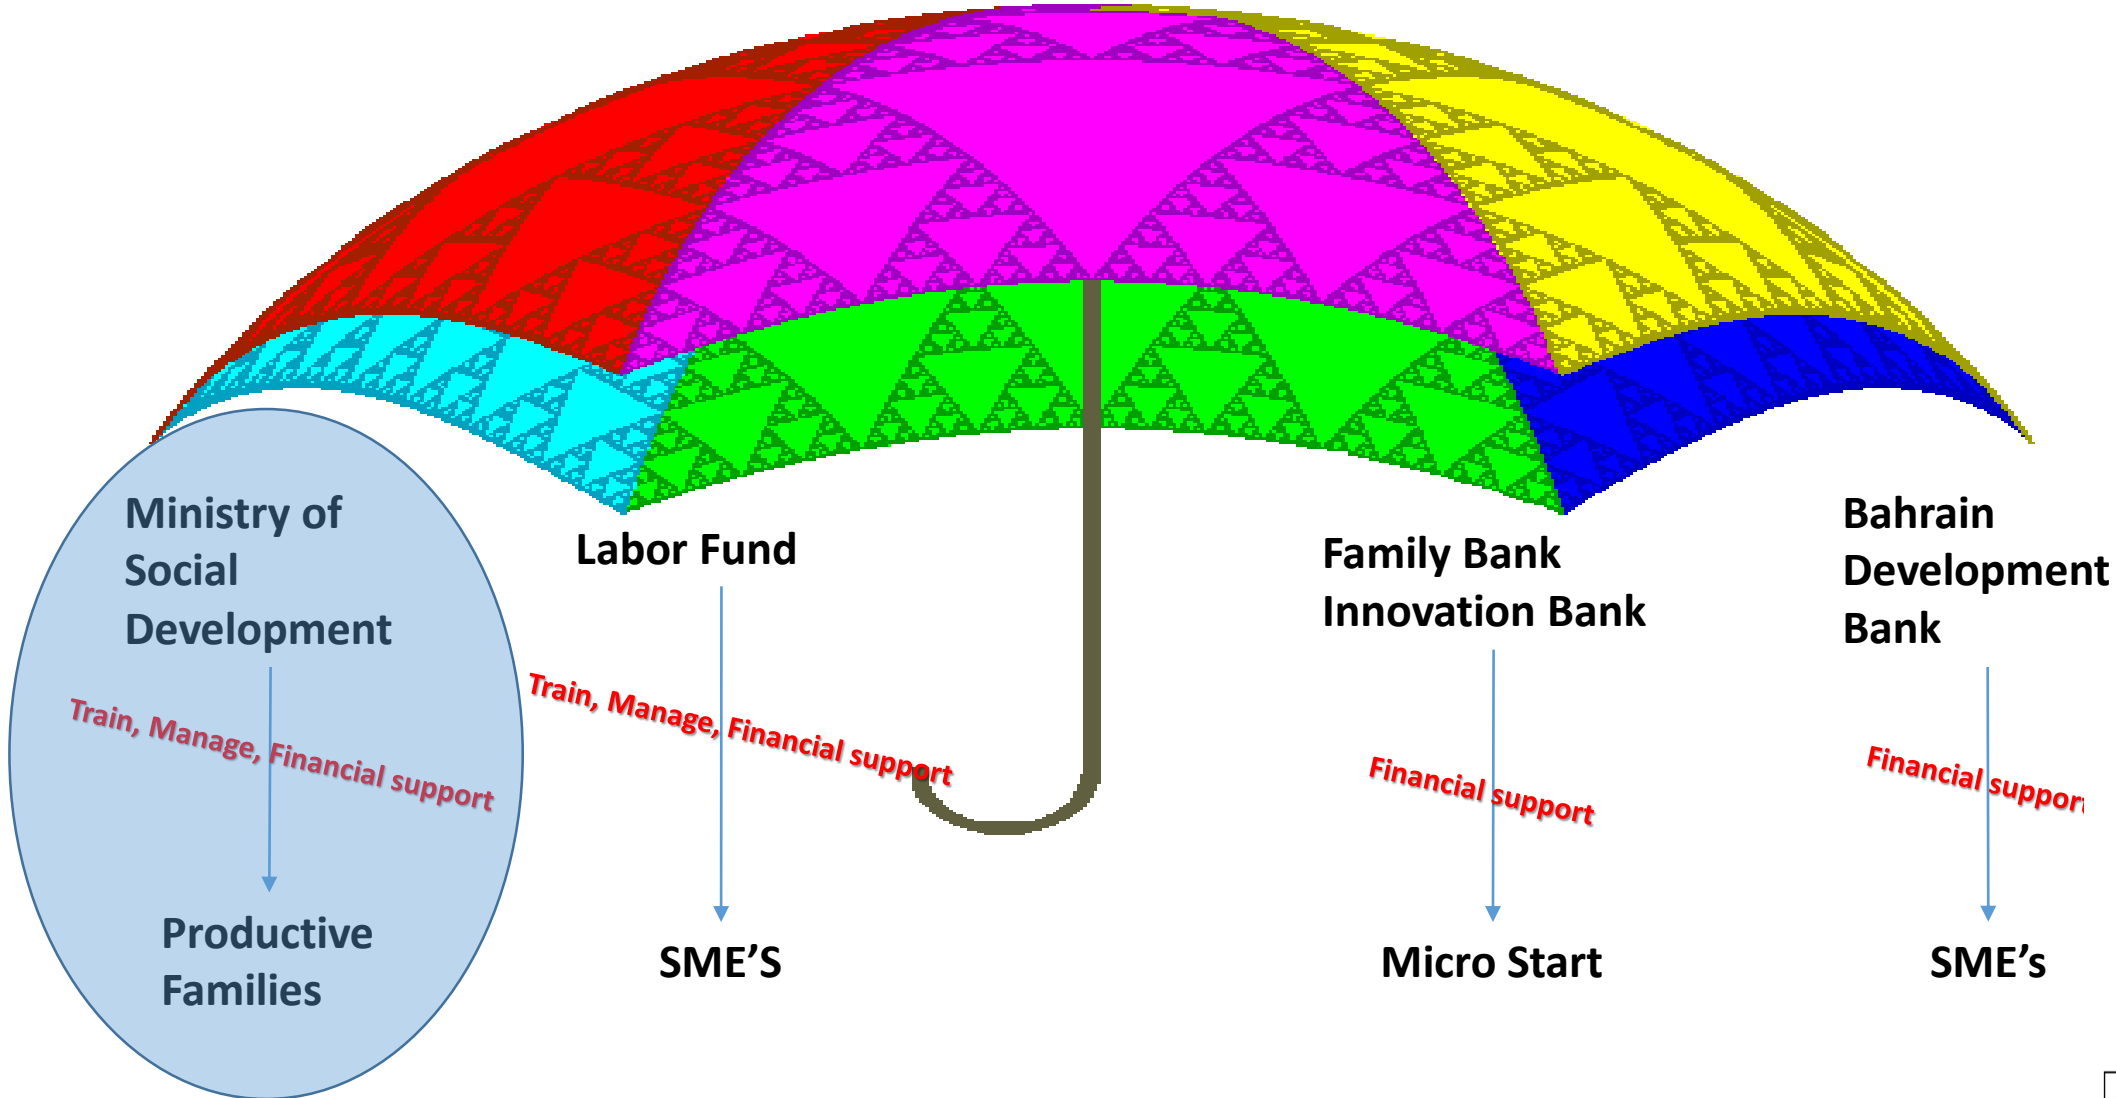 Ministry of
Social
Development
Train, Manage, Financial support
Productive
Families
Labor Fund
Train, Manage, Financial support
SME’S
Family Bank
Innovation Bank
Financial support
Micro Start
Bahrain
Development
Bank
Financial support
SME’s